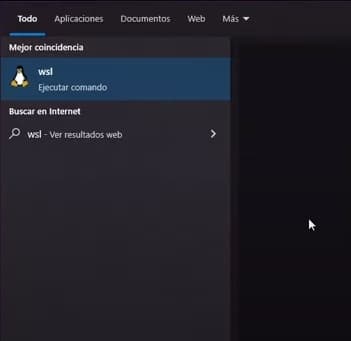 Todo Aplicaciones Documentos Web Más
Mejor coincidencia
wsl
Ejecutar comando
Buscar en Internet
wsl - Ver resultados web